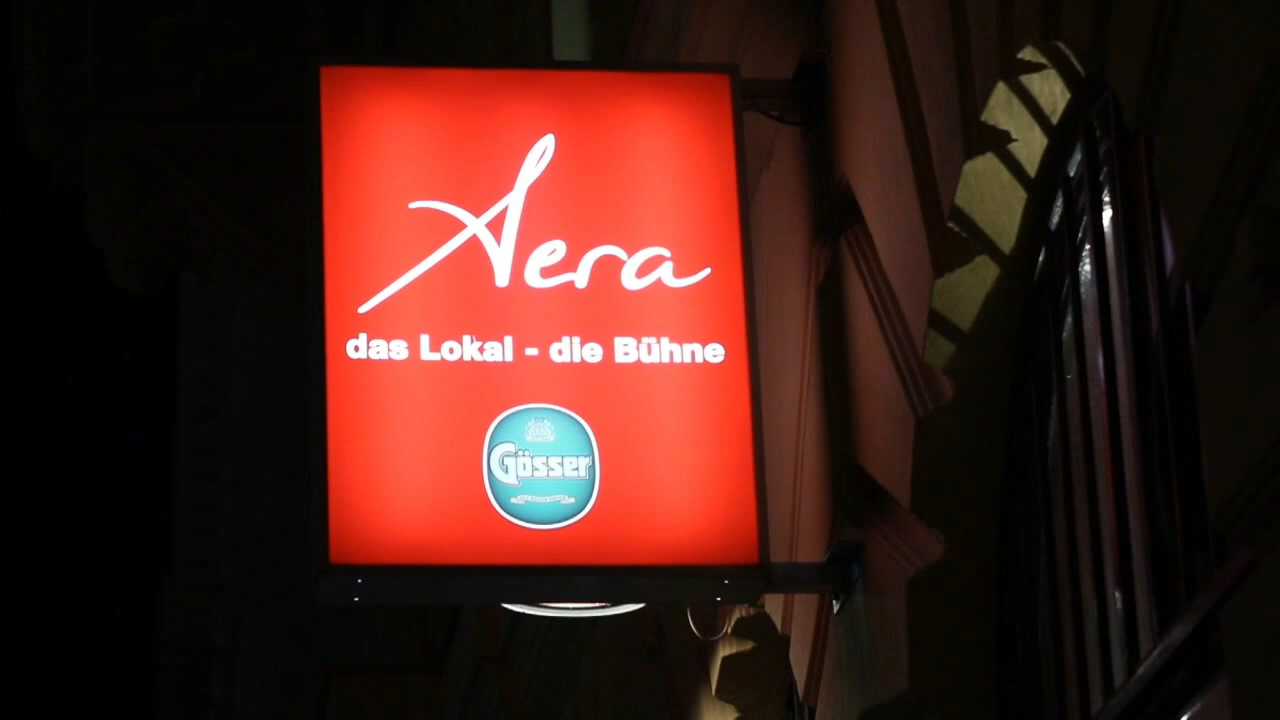 Aera
das Lokal - die Bühne
Gösser